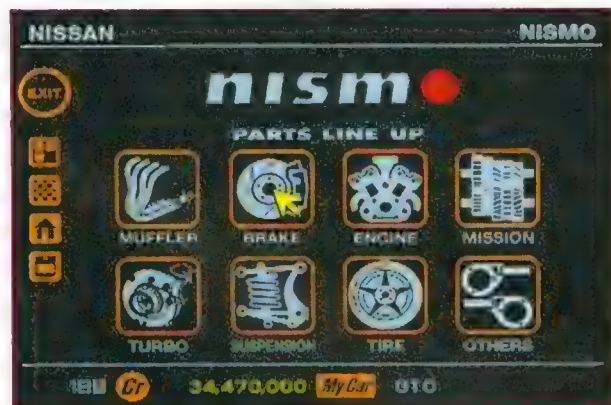 NISSAN NISMO
EXIT
nismo
PARTS LINE UP
MUFFLER BRAKE ENGINE MISSION
TURBO SUSPENSION TIRE OTHERS
Cr 34,470,000 My Car GTO